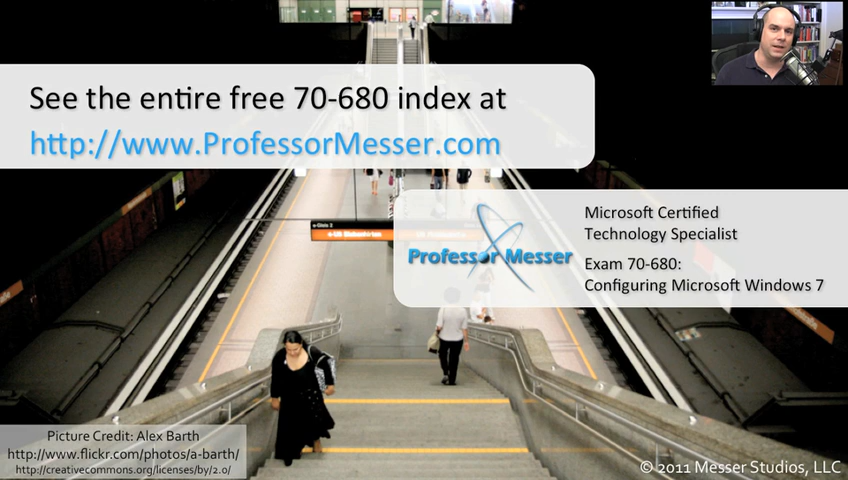 See the entire free 70-680 index at
http://www.ProfessorMesser.com
Professor Messer
Microsoft Certified
Technology Specialist
Exam 70-680:
Configuring Microsoft Windows 7
Picture Credit: Alex Barth
http://www.flickr.com/photos/a-barth/
http://creativecommons.org/licenses/by/2.0/
© 2011 Messer Studios, LLC